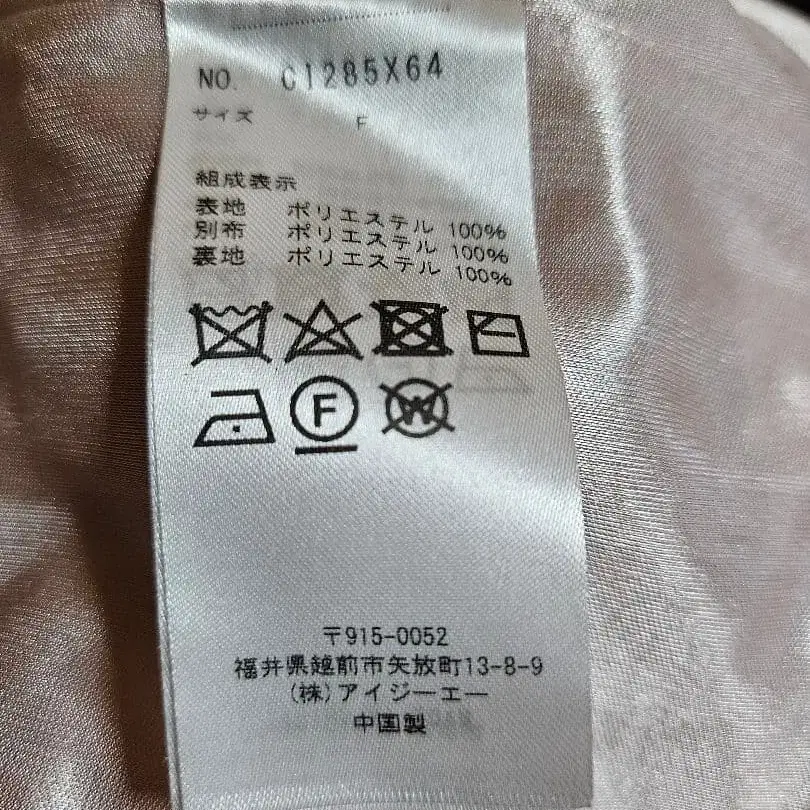 NO. C1285X64
サイズ F
組成表示
表地 ポリエステル 100%
別布 ポリエステル 100%
裏地 ポリエステル 100%
F W
〒915-0052
福井県越前市矢放町13-8-9
(株)アイジーエー
中国製